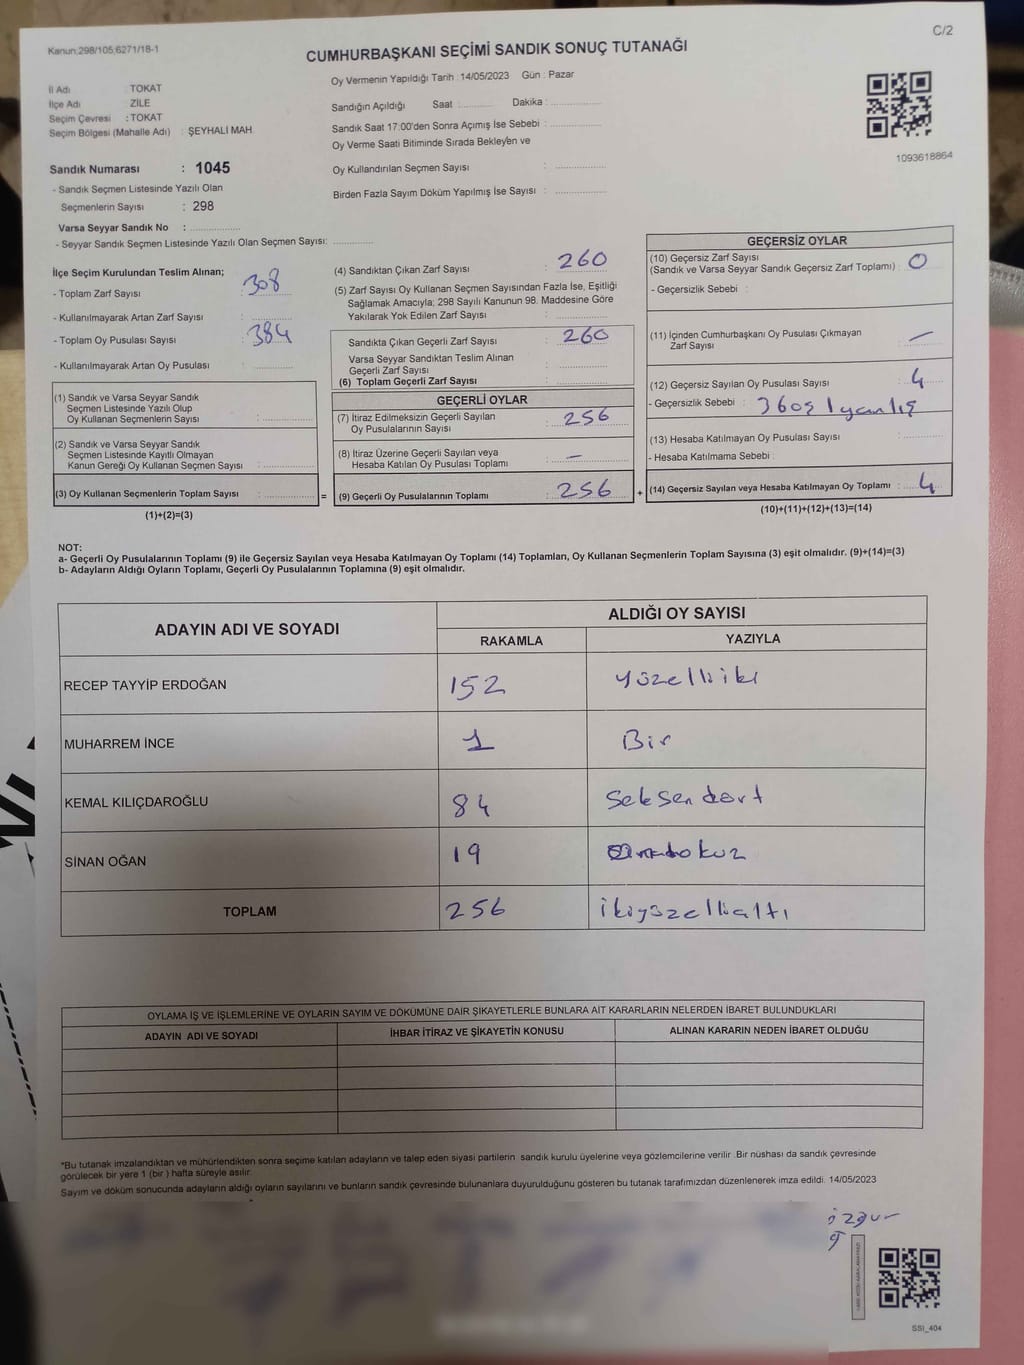 Kanun:298/105;6271/18-1
C/2
CUMHURBAŞKANI SEÇİMİ SANDIK SONUÇ TUTANAĞI
İl Adı : TOKAT
İlçe Adı : ZİLE
Seçim Çevresi : TOKAT
Seçim Bölgesi (Mahalle Adı) : ŞEYHALİ MAH.
Sandık Numarası : 1045
- Sandık Seçmen Listesinde Yazılı Olan
Seçmenlerin Sayısı : 298
Varsa Seyyar Sandık No :
- Seyyar Sandık Seçmen Listesinde Yazılı Olan Seçmen Sayısı:
Oy Vermenin Yapıldığı Tarih : 14/05/2023 Gün : Pazar
Sandığın Açıldığı Saat : Dakika :
Sandık Saat 17:00'den Sonra Açımış İse Sebebi :
Oy Verme Saati Bitiminde Sırada Bekleyen ve
Oy Kullandırılan Seçmen Sayısı :
Birden Fazla Sayım Döküm Yapılmış İse Sayısı :
1093618864
İlçe Seçim Kurulundan Teslim Alınan;
- Toplam Zarf Sayısı : 308
- Kullanılmayarak Artan Zarf Sayısı :
- Toplam Oy Pusulası Sayısı : 384
- Kullanılmayarak Artan Oy Pusulası :
(1) Sandık ve Varsa Seyyar Sandık
Seçmen Listesinde Yazılı Olup
Oy Kullanan Seçmenlerin Sayısı :
(2) Sandık ve Varsa Seyyar Sandık
Seçmen Listesinde Kayıtlı Olmayan
Kanun Gereği Oy Kullanan Seçmen Sayısı :
(3) Oy Kullanan Seçmenlerin Toplam Sayısı : =
(1)+(2)=(3)
(4) Sandıktan Çıkan Zarf Sayısı : 260
(5) Zarf Sayısı Oy Kullanan Seçmen Sayısından Fazla İse, Eşitliği
Sağlamak Amacıyla; 298 Sayılı Kanunun 98. Maddesine Göre
Yakılarak Yok Edilen Zarf Sayısı :
Sandıkta Çıkan Geçerli Zarf Sayısı : 260
Varsa Seyyar Sandıktan Teslim Alınan
Geçerli Zarf Sayısı :
(6) Toplam Geçerli Zarf Sayısı :
GEÇERLİ OYLAR
(7) İtiraz Edilmeksizin Geçerli Sayılan
Oy Pusulalarının Sayısı : 256
(8) İtiraz Üzerine Geçerli Sayılan veya
Hesaba Katılan Oy Pusulası Toplamı : —
(9) Geçerli Oy Pusulalarının Toplamı : 256 +
GEÇERSİZ OYLAR
(10) Geçersiz Zarf Sayısı
(Sandık ve Varsa Seyyar Sandık Geçersiz Zarf Toplamı) : 0
- Geçersizlik Sebebi :
(11) İçinden Cumhurbaşkanı Oy Pusulası Çıkmayan
Zarf Sayısı : —
(12) Geçersiz Sayılan Oy Pusulası Sayısı : 4
- Geçersizlik Sebebi : 3 boş 1 yanlış
(13) Hesaba Katılmayan Oy Pusulası Sayısı :
- Hesaba Katılmama Sebebi :
(14) Geçersiz Sayılan veya Hesaba Katılmayan Oy Toplamı : 4
(10)+(11)+(12)+(13)=(14)
NOT:
a- Geçerli Oy Pusulalarının Toplamı (9) ile Geçersiz Sayılan veya Hesaba Katılmayan Oy Toplamı (14) Toplamları, Oy Kullanan Seçmenlerin Toplam Sayısına (3) eşit olmalıdır. (9)+(14)=(3)
b- Adayların Aldığı Oyların Toplamı, Geçerli Oy Pusulalarının Toplamına (9) eşit olmalıdır.
ADAYIN ADI VE SOYADI
ALDIĞI OY SAYISI
RAKAMLA YAZIYLA
RECEP TAYYİP ERDOĞAN 152 yüzelliiki
MUHARREM İNCE 1 Bir
KEMAL KILIÇDAROĞLU 84 Seksendört
SİNAN OĞAN 19 Ondokuz
TOPLAM 256 ikiyüzellialtı
OYLAMA İŞ VE İŞLEMLERİNE VE OYLARIN SAYIM VE DÖKÜMÜNE DAİR ŞİKAYETLERLE BUNLARA AİT KARARLARIN NELERDEN İBARET BULUNDUKLARI
ADAYIN ADI VE SOYADI İHBAR İTİRAZ VE ŞİKAYETİN KONUSU ALINAN KARARIN NEDEN İBARET OLDUĞU
*Bu tutanak imzalandıktan ve mühürlendikten sonra seçime katılan adayların ve talep eden siyasi partilerin sandık kurulu üyelerine veya gözlemcilerine verilir. Bir nüshası da sandık çevresinde
görülecek bir yere 1 (bir ) hafta süreyle asılır.
Sayım ve döküm sonucunda adayların aldığı oyların sayılarını ve bunların sandık çevresinde bulunanlara duyurulduğunu gösteren bu tutanak tarafımızdan düzenlenerek imza edildi. 14/05/2023
özgür
SSI_404